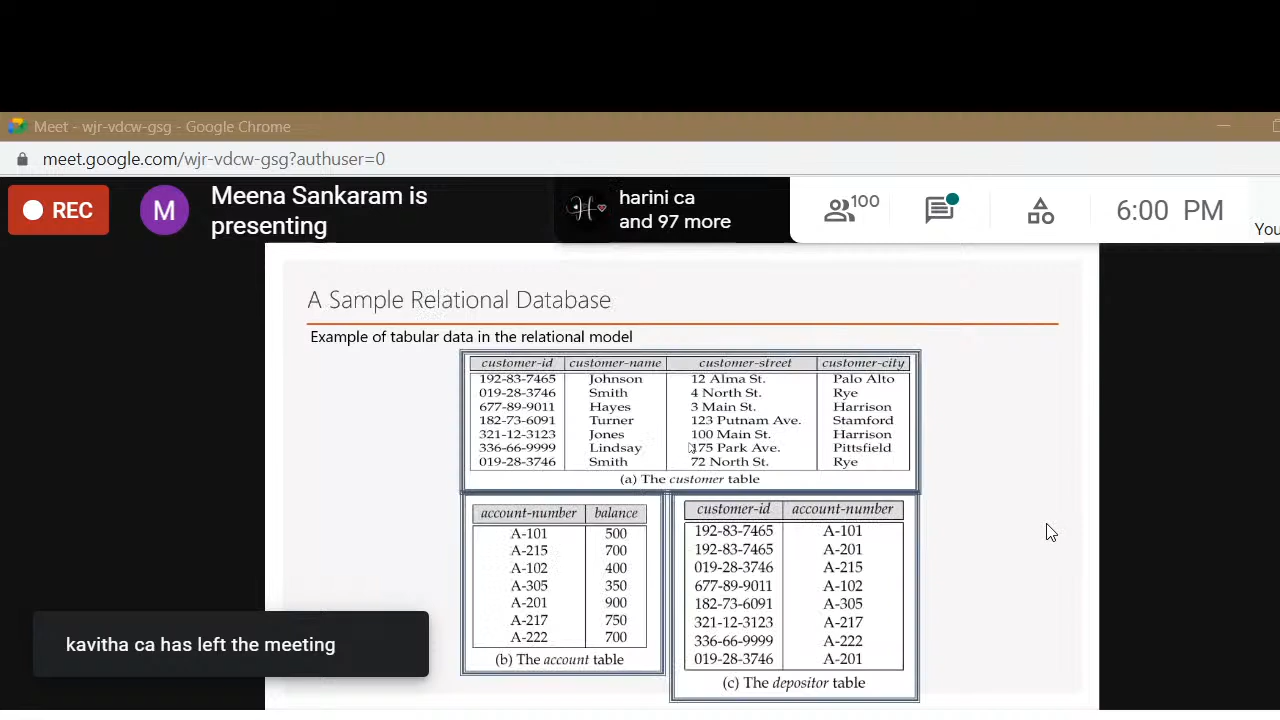 Meet - wjr-vdcw-gsg - Google Chrome
meet.google.com/wjr-vdcw-gsg?authuser=0
REC
M
Meena Sankaram is
presenting
harini ca
and 97 more
100
6:00 PM
You
A Sample Relational Database
Example of tabular data in the relational model
customer-id customer-name customer-street customer-city
192-83-7465 Johnson 12 Alma St. Palo Alto
019-28-3746 Smith 4 North St. Rye
677-89-9011 Hayes 3 Main St. Harrison
182-73-6091 Turner 123 Putnam Ave. Stamford
321-12-3123 Jones 100 Main St. Harrison
336-66-9999 Lindsay 175 Park Ave. Pittsfield
019-28-3746 Smith 72 North St. Rye
(a) The customer table
account-number balance
A-101 500
A-215 700
A-102 400
A-305 350
A-201 900
A-217 750
A-222 700
(b) The account table
customer-id account-number
192-83-7465 A-101
192-83-7465 A-201
019-28-3746 A-215
677-89-9011 A-102
182-73-6091 A-305
321-12-3123 A-217
336-66-9999 A-222
019-28-3746 A-201
(c) The depositor table
kavitha ca has left the meeting